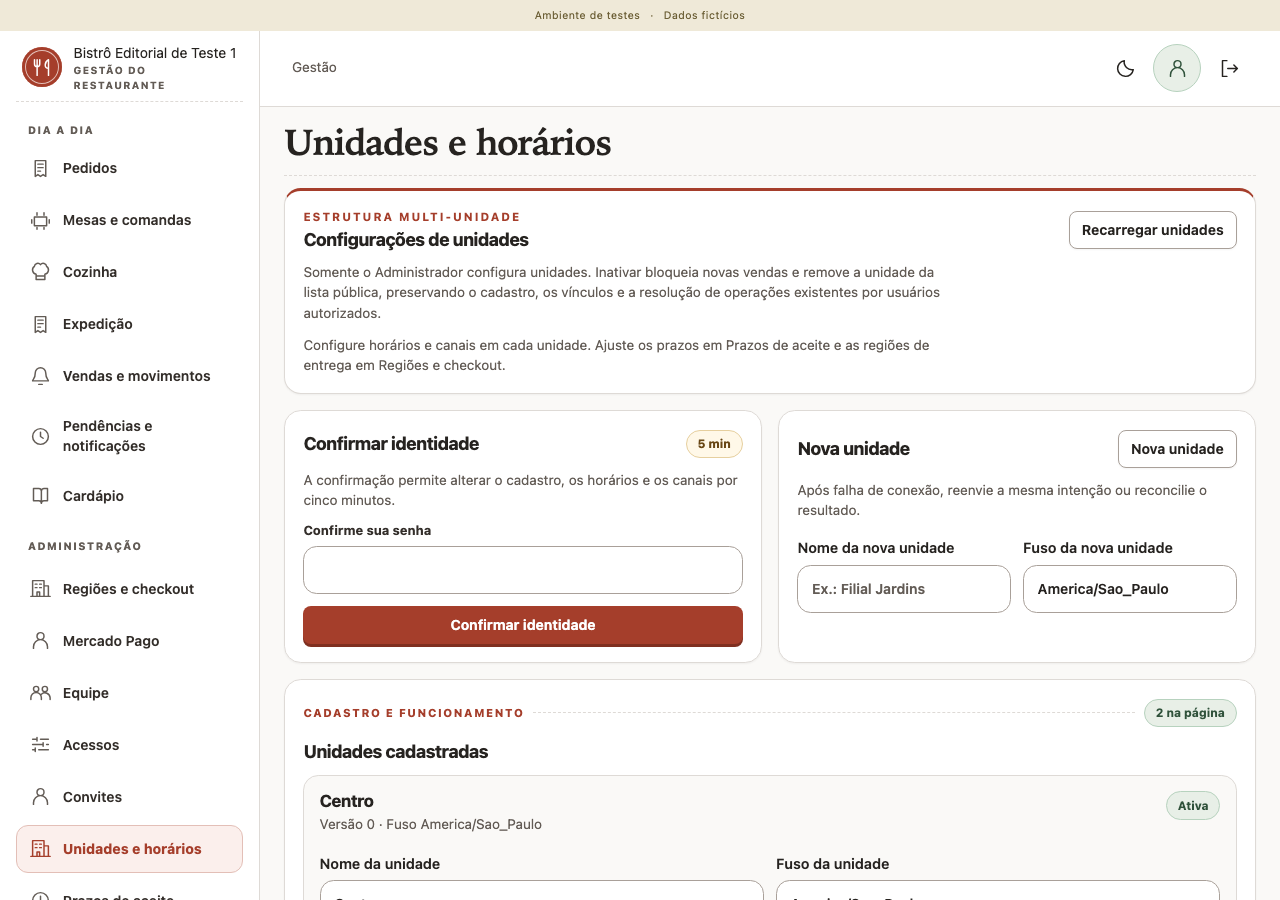 Ambiente de testes · Dados fictícios
Bistrô Editorial de Teste 1
GESTÃO DO
RESTAURANTE
DIA A DIA
Pedidos
Mesas e comandas
Cozinha
Expedição
Vendas e movimentos
Pendências e
notificações
Cardápio
ADMINISTRAÇÃO
Regiões e checkout
Mercado Pago
Equipe
Acessos
Convites
Unidades e horários
Prazos de aceite
Gestão
Unidades e horários
ESTRUTURA MULTI-UNIDADE
Configurações de unidades
Recarregar unidades
Somente o Administrador configura unidades. Inativar bloqueia novas vendas e remove a unidade da
lista pública, preservando o cadastro, os vínculos e a resolução de operações existentes por usuários
autorizados.
Configure horários e canais em cada unidade. Ajuste os prazos em Prazos de aceite e as regiões de
entrega em Regiões e checkout.
Confirmar identidade
5 min
A confirmação permite alterar o cadastro, os horários e os canais por
cinco minutos.
Confirme sua senha
Confirmar identidade
Nova unidade
Nova unidade
Após falha de conexão, reenvie a mesma intenção ou reconcilie o
resultado.
Nome da nova unidade
Fuso da nova unidade
Ex.: Filial Jardins
America/Sao_Paulo
CADASTRO E FUNCIONAMENTO
2 na página
Unidades cadastradas
Centro
Ativa
Versão 0 · Fuso America/Sao_Paulo
Nome da unidade
Fuso da unidade